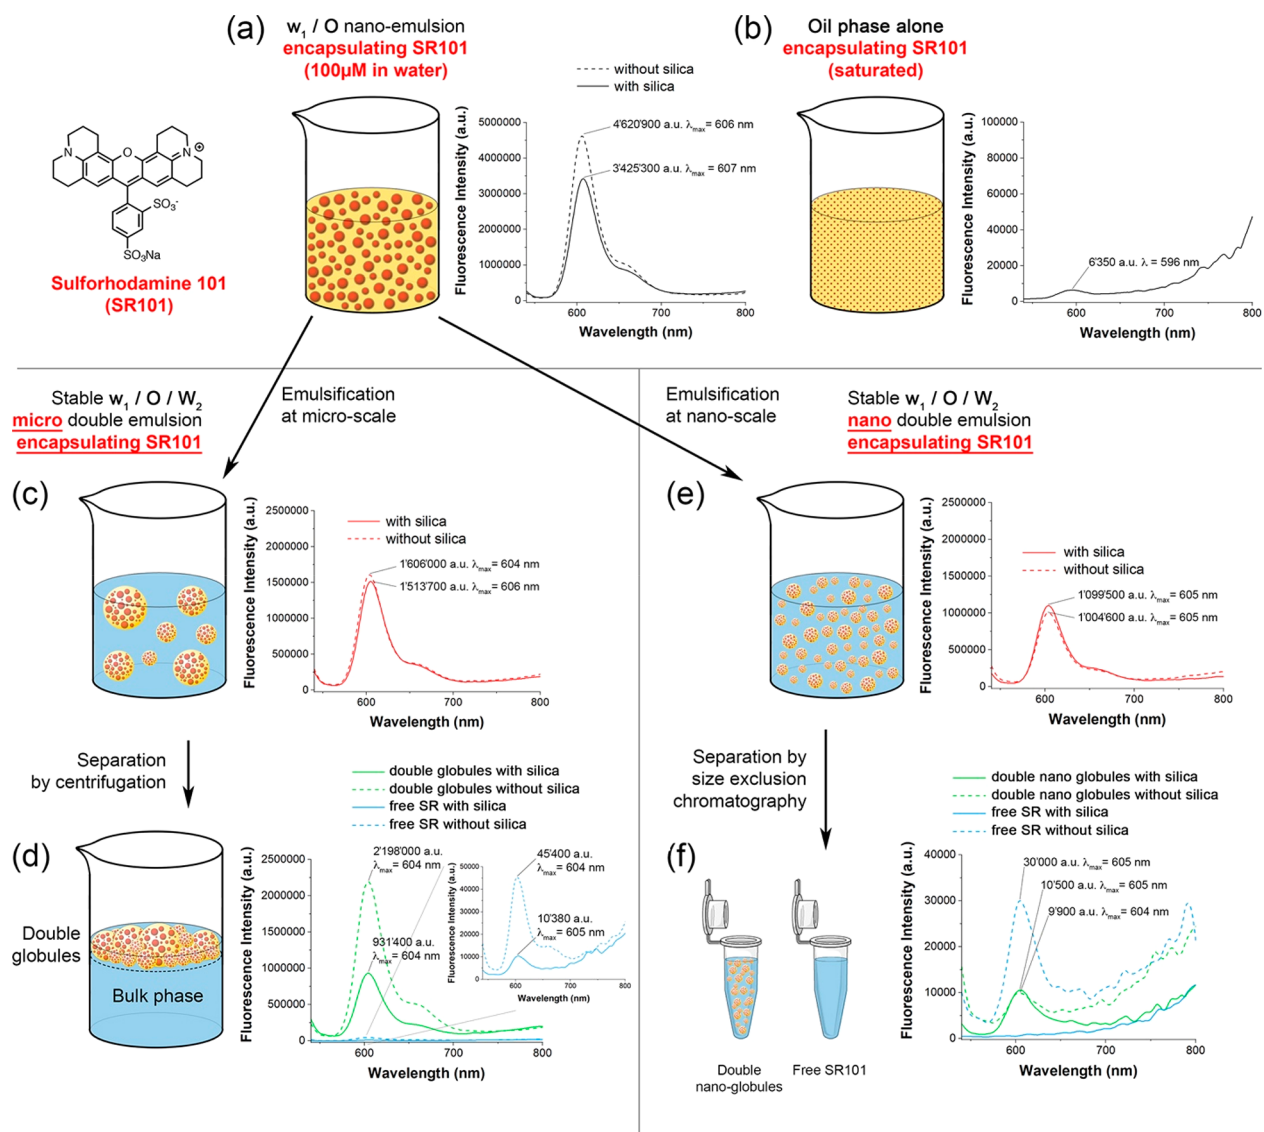 (a)
w1 / O nano-emulsion
encapsulating SR101
(100µM in water)
without silica
with silica
Fluorescence Intensity (a.u.)
5000000
4000000
3000000
2000000
1000000
0
4'620'900 a.u. λmax= 606 nm
3'425'300 a.u. λmax= 607 nm
600
700
800
Wavelength (nm)
(b)
Oil phase alone
encapsulating SR101
(saturated)
Fluorescence Intensity (a.u.)
100000
80000
60000
40000
20000
0
6'350 a.u. λ = 596 nm
600
700
800
Wavelength (nm)
N
O
N
⊕
SO3-
SO3Na
Sulforhodamine 101
(SR101)
Stable w1 / O / W2
micro double emulsion
encapsulating SR101
Emulsification
at micro-scale
Emulsification
at nano-scale
Stable w1 / O / W2
nano double emulsion
encapsulating SR101
(c)
Fluorescence Intensity (a.u.)
2500000
2000000
1500000
1000000
500000
0
with silica
without silica
1'606'000 a.u. λmax= 604 nm
1'513'700 a.u. λmax= 606 nm
600
700
800
Wavelength (nm)
(e)
Fluorescence Intensity (a.u.)
2500000
2000000
1500000
1000000
500000
0
with silica
without silica
1'099'500 a.u. λmax= 605 nm
1'004'600 a.u. λmax= 605 nm
600
700
800
Wavelength (nm)
Separation
by centrifugation
Separation by
size exclusion
chromatography
(d)
Double
globules
Bulk phase
double globules with silica
double globules without silica
free SR with silica
free SR without silica
Fluorescence Intensity (a.u.)
2500000
2000000
1500000
1000000
500000
0
2'198'000 a.u.
λmax= 604 nm
931'400 a.u.
λmax= 604 nm
600
700
800
Wavelength (nm)
Fluorescence Intensity (a.u.)
50000
40000
30000
20000
10000
0
45'400 a.u.
λmax= 604 nm
10'380 a.u.
λmax= 605 nm
600
700
800
Wavelength (nm)
(f)
Double
nano-globules
Free SR101
double nano globules with silica
double nano globules without silica
free SR with silica
free SR without silica
Fluorescence Intensity (a.u.)
40000
30000
20000
10000
0
30'000 a.u. λmax= 605 nm
10'500 a.u. λmax= 605 nm
9'900 a.u. λmax= 604 nm
600
700
800
Wavelength (nm)